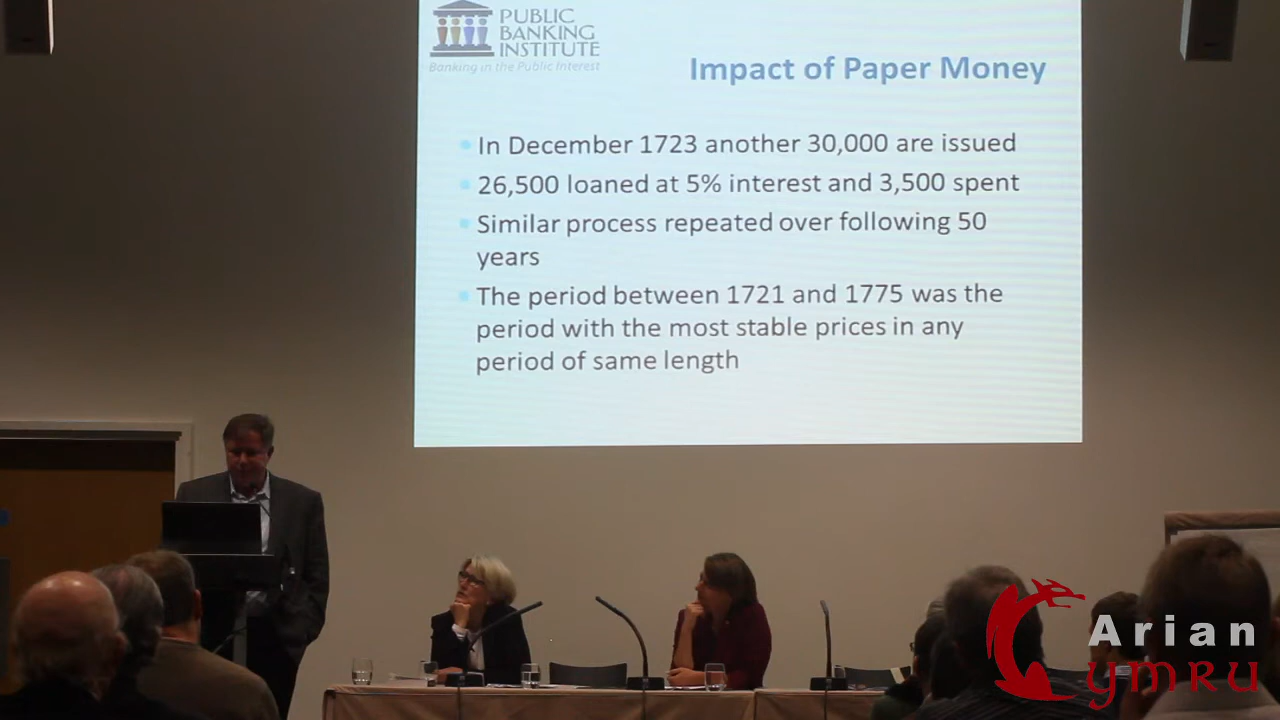 PUBLIC
BANKING
INSTITUTE
Banking in the Public Interest
Impact of Paper Money
In December 1723 another 30,000 are issued
26,500 loaned at 5% interest and 3,500 spent
Similar process repeated over following 50
years
The period between 1721 and 1775 was the
period with the most stable prices in any
period of same length
Arian
Cymru